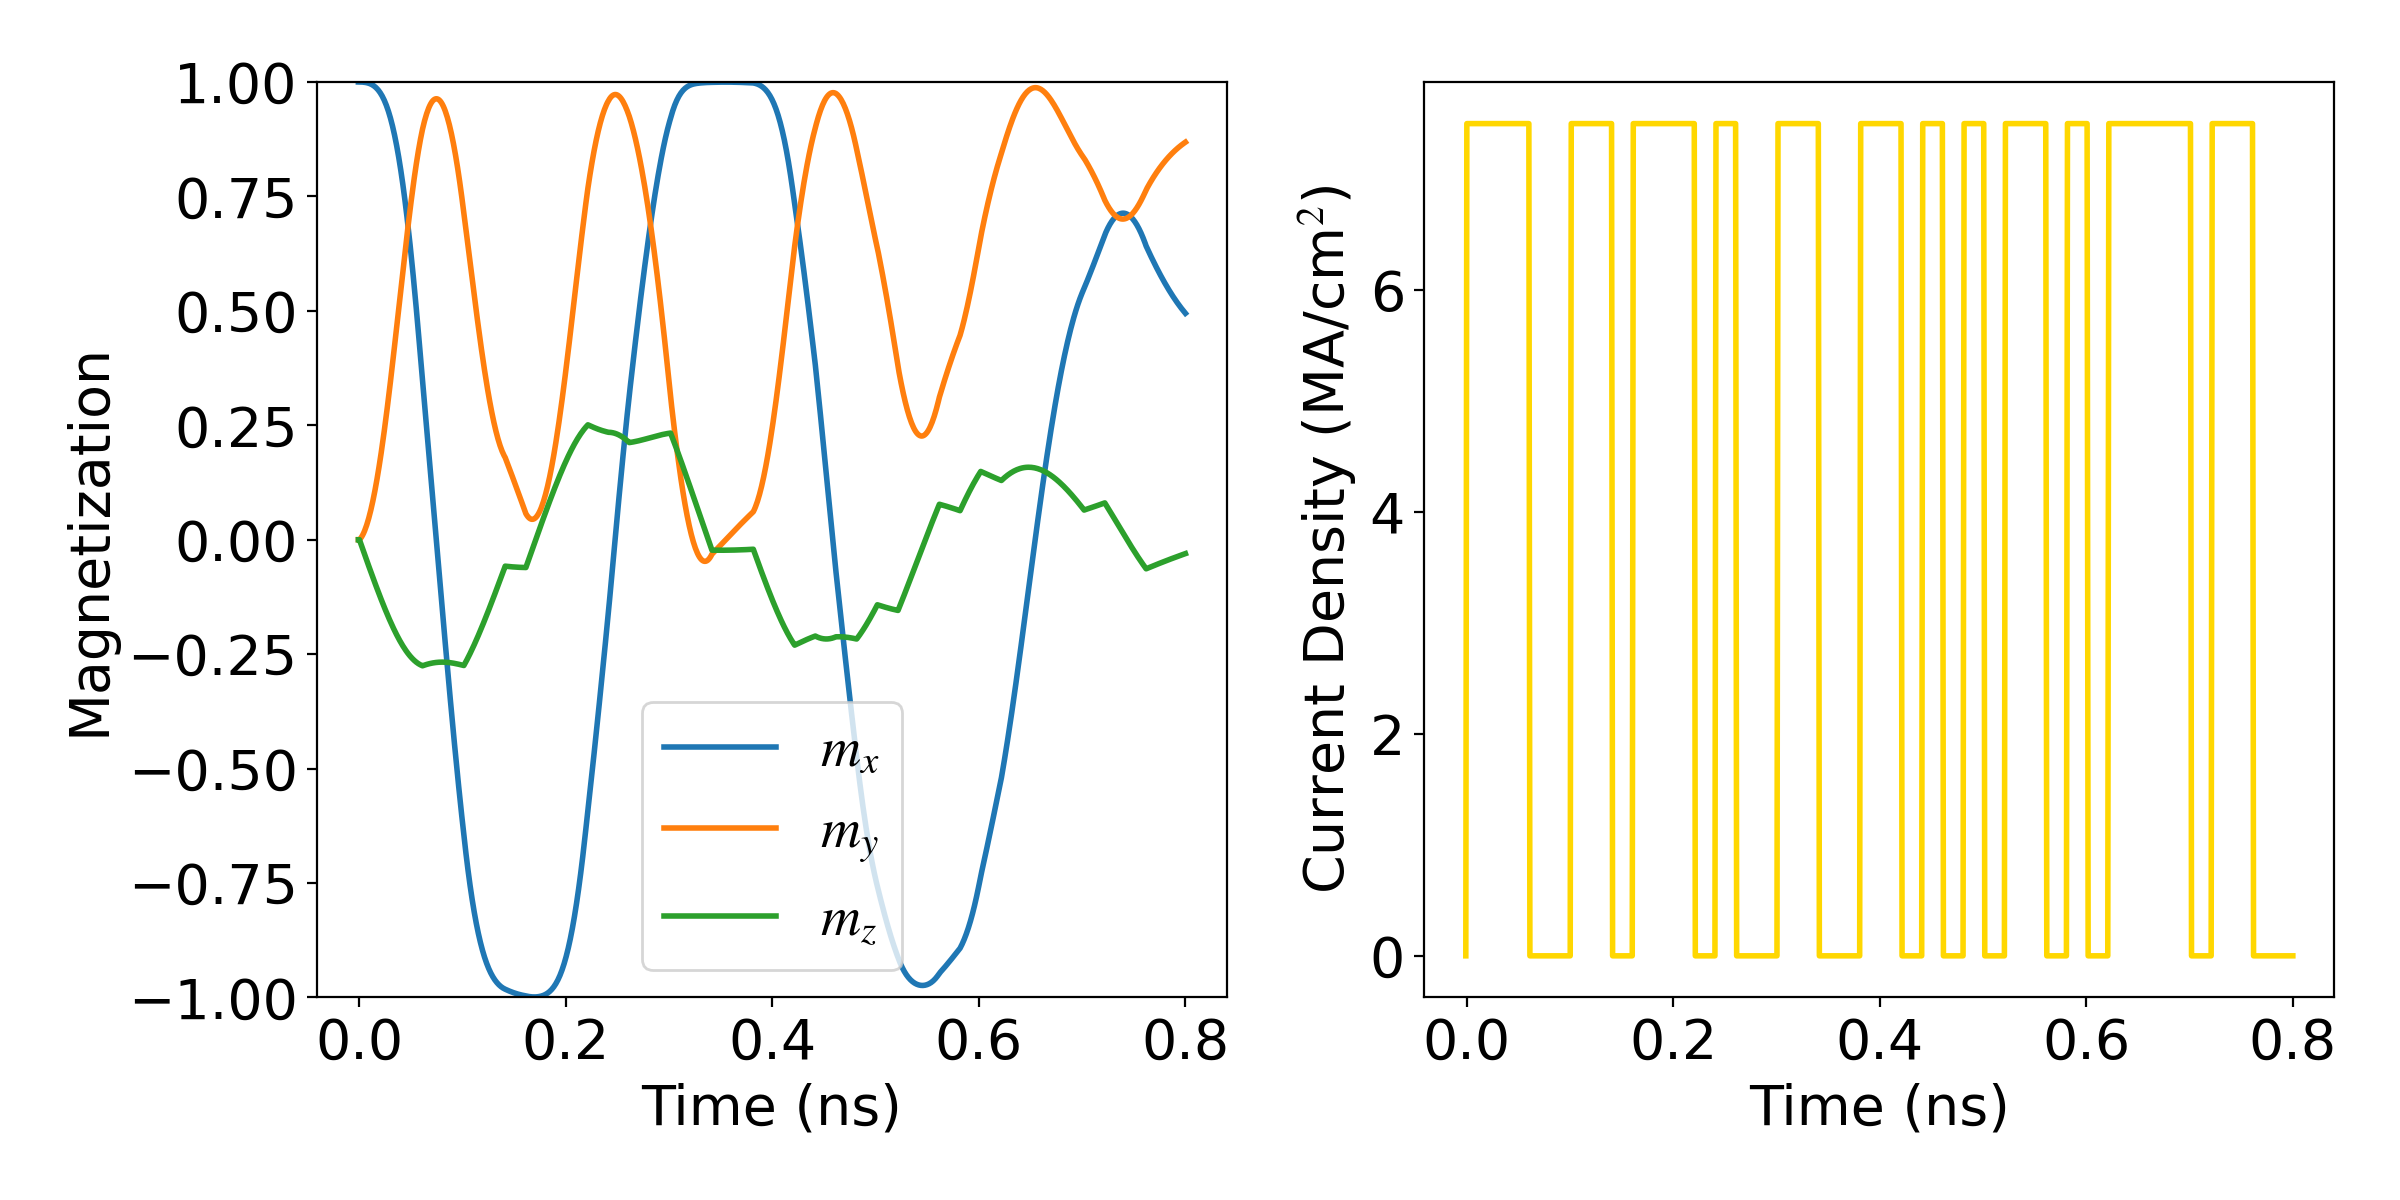 1.00
0.75
0.50
0.25
0.00
−0.25
−0.50
−0.75
−1.00
Magnetization
0.0 0.2 0.4 0.6 0.8
Time (ns)
m_x
m_y
m_z
6
4
2
0
Current Density (MA/cm²)
0.0 0.2 0.4 0.6 0.8
Time (ns)